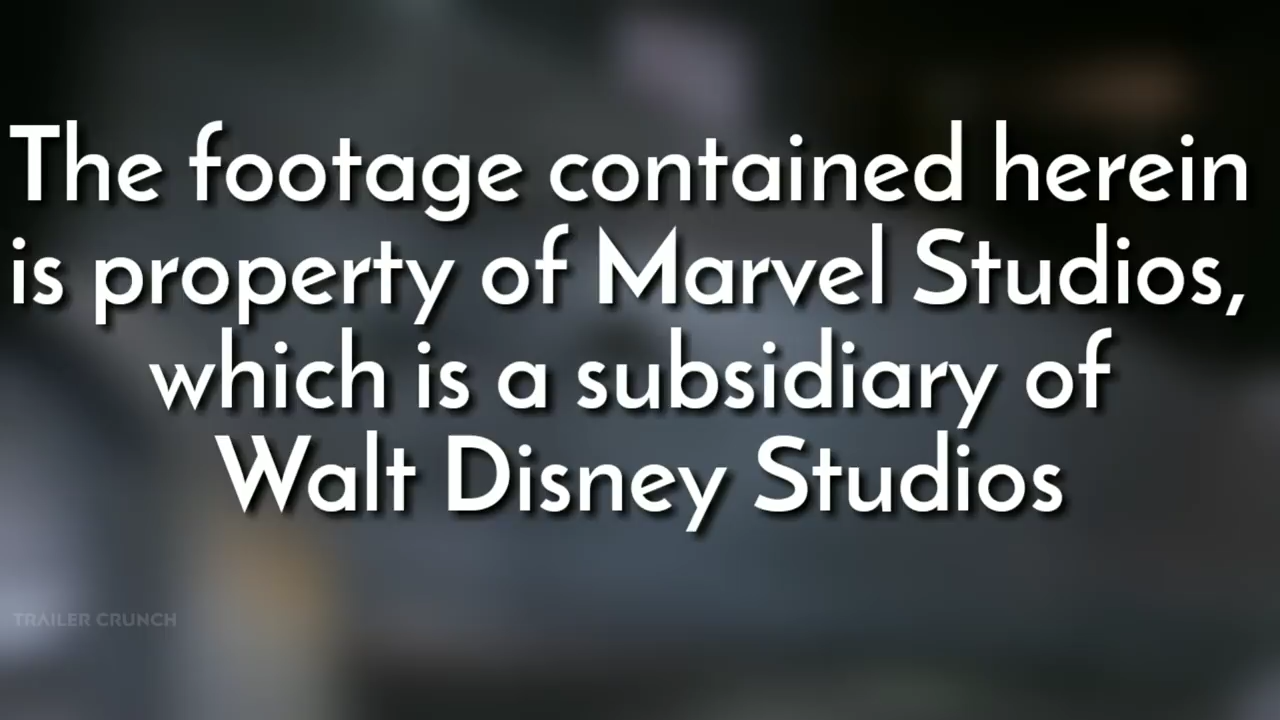 The footage contained herein
is property of Marvel Studios,
which is a subsidiary of
Walt Disney Studios
TRAILER CRUNCH